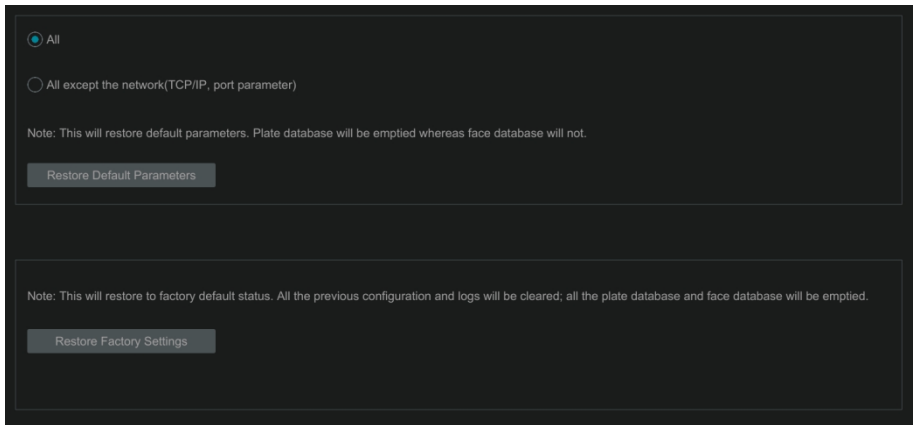 All
All except the network(TCP/IP, port parameter)
Note: This will restore default parameters. Plate database will be emptied whereas face database will not.
Restore Default Parameters
Note: This will restore to factory default status. All the previous configuration and logs will be cleared; all the plate database and face database will be emptied.
Restore Factory Settings